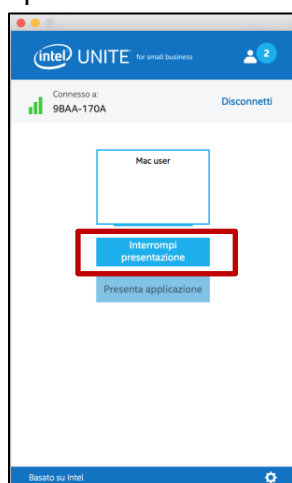 intel UNITE for small business
2
Connesso a:
9BAA-170A
Disconnetti
Mac user
Interrompi
presentazione
Presenta applicazione
Basato su Intel